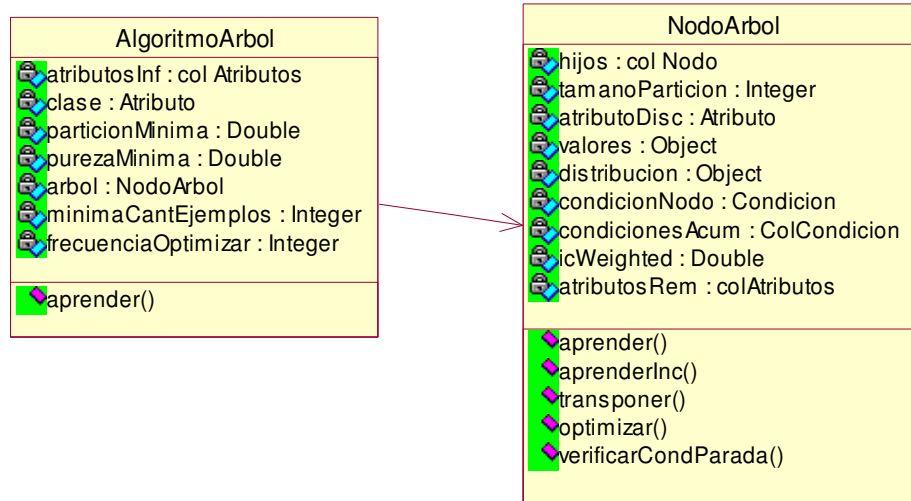 AlgoritmoArbol
atributosInf : col Atributos
clase : Atributo
particionMinima : Double
purezaMinima : Double
arbol : NodoArbol
minimaCantEjemplos : Integer
frecuenciaOptimizar : Integer
aprender()
NodoArbol
hijos : col Nodo
tamanoParticion : Integer
atributoDisc : Atributo
valores : Object
distribucion : Object
condicionNodo : Condicion
condicionesAcum : ColCondicion
icWeighted : Double
atributosRem : colAtributos
aprender()
aprenderInc()
transponer()
optimizar()
verificarCondParada()